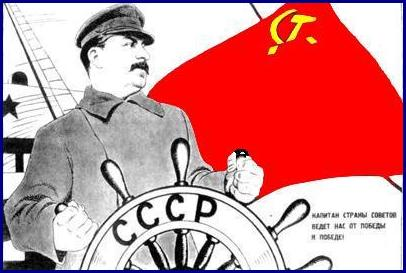 СССР
КАПИТАН СТРАНЫ СОВЕТОВ
ВЕДЕТ НАС ОТ ПОБЕДЫ
К ПОБЕДЕ!